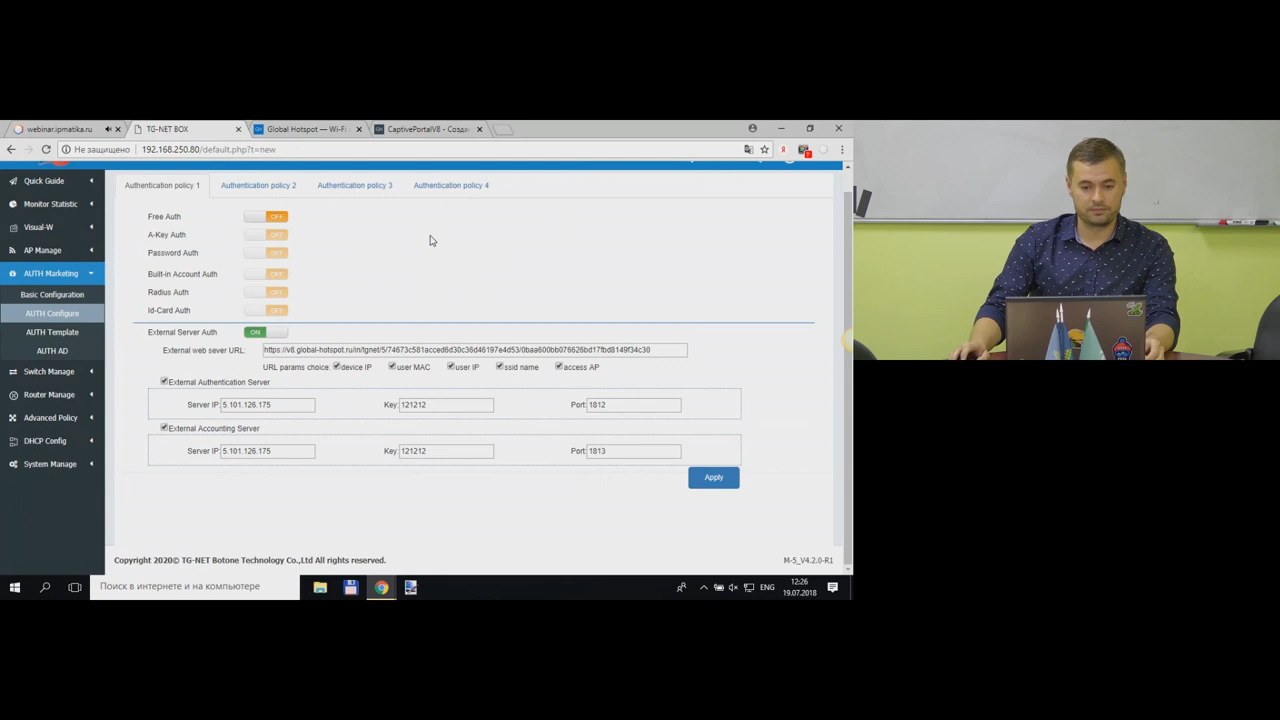 webinar.ipmatika.ru
TG-NET BOX
Global Hotspot — Wi-Fi
CaptivePortalV8 - Создан
Не защищено 192.168.250.80/default.php?t=new
Quick Guide
Monitor Statistic
Visual-W
AP Manage
AUTH Marketing
Basic Configuration
AUTH Configure
AUTH Template
AUTH AD
Switch Manage
Router Manage
Advanced Policy
DHCP Config
System Manage
Authentication policy 1 Authentication policy 2 Authentication policy 3 Authentication policy 4
Free Auth OFF
A-Key Auth OFF
Password Auth OFF
Built-in Account Auth OFF
Radius Auth OFF
Id-Card Auth OFF
External Server Auth ON
External web sever URL: https://v8.global-hotspot.ru/in/tgnet/5/74673c581acced6d30c36d46197e4d53/0baa600bb076626bd17fbd8149f34c30
URL params choice: device IP user MAC user IP ssid name access AP
External Authentication Server
Server IP: 5.101.126.175 Key: 121212 Port: 1812
External Accounting Server
Server IP: 5.101.126.175 Key: 121212 Port: 1813
Apply
Copyright 2020© TG-NET Botone Technology Co.,Ltd All rights reserved. M-5_V4.2.0-R1
Поиск в интернете и на компьютере
ENG
12:26
19.07.2018